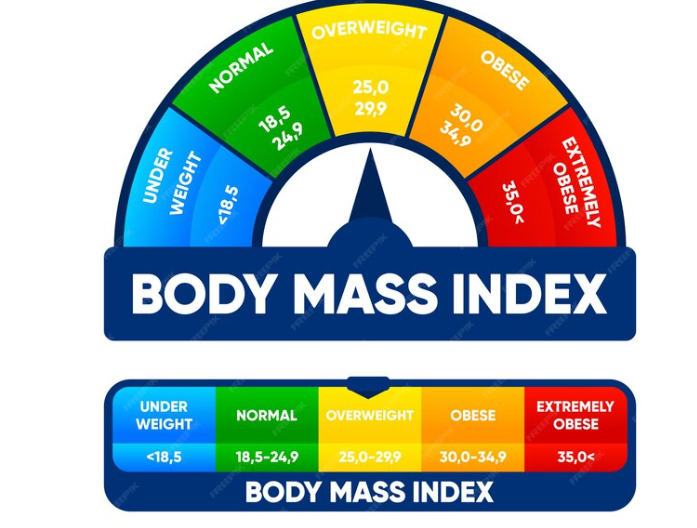 OVERWEIGHT
NORMAL
OBESE
25,0
29,9
18,5
24,9
30,0
34,9
UNDER
WEIGHT
EXTREMELY
OBESE
<18,5
35,0<
BODY MASS INDEX
UNDER
WEIGHT
NORMAL
OVERWEIGHT
OBESE
EXTREMELY
OBESE
<18,5
18,5-24,9
25,0-29,9
30,0-34,9
35,0<
BODY MASS INDEX